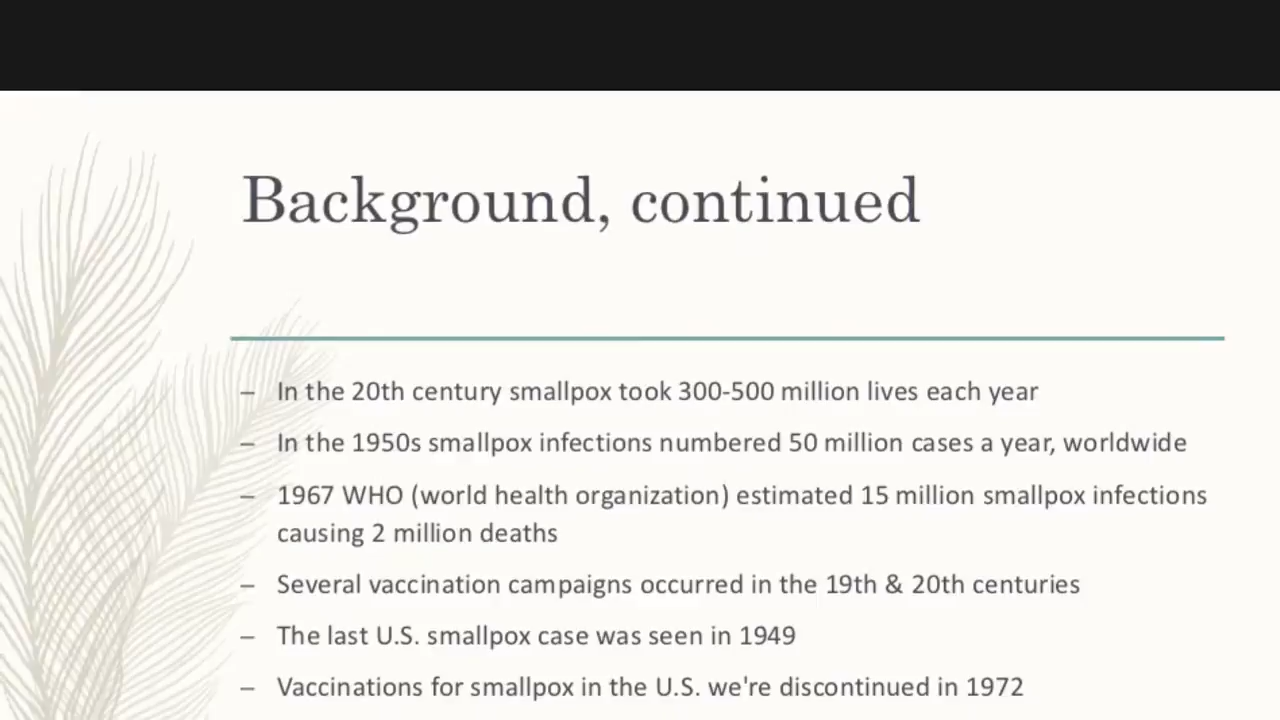 Background, continued
– In the 20th century smallpox took 300-500 million lives each year
– In the 1950s smallpox infections numbered 50 million cases a year, worldwide
– 1967 WHO (world health organization) estimated 15 million smallpox infections
causing 2 million deaths
– Several vaccination campaigns occurred in the 19th & 20th centuries
– The last U.S. smallpox case was seen in 1949
– Vaccinations for smallpox in the U.S. we're discontinued in 1972